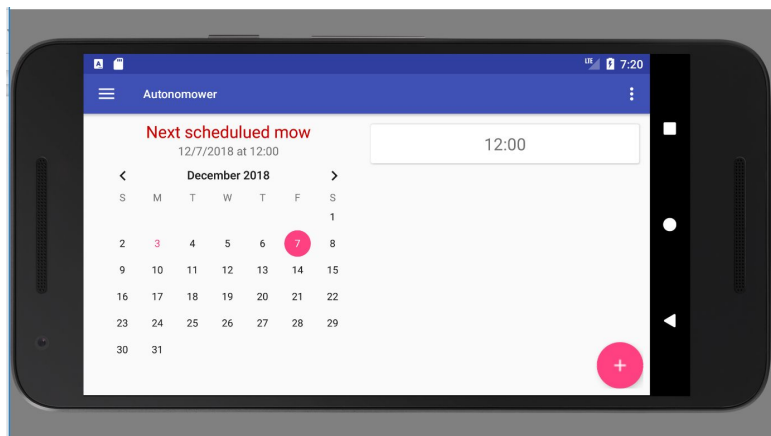 LTE 7:20
Autonomower
Next schedulued mow
12/7/2018 at 12:00
December 2018
S M T W T F S
1
2 3 4 5 6 7 8
9 10 11 12 13 14 15
16 17 18 19 20 21 22
23 24 25 26 27 28 29
30 31
12:00
+